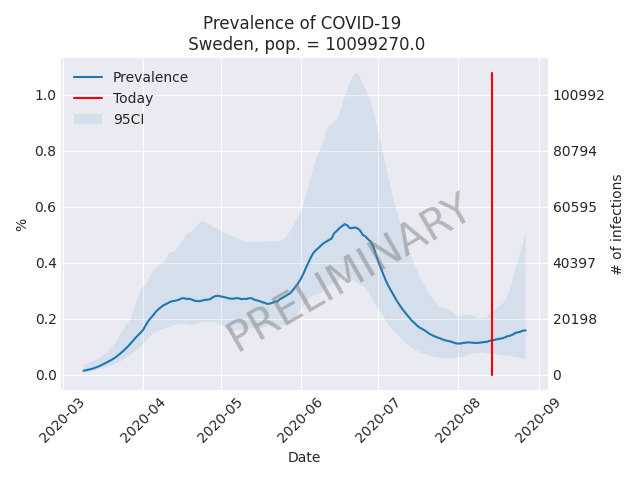 Prevalence of COVID-19
Sweden, pop. = 10099270.0
Prevalence
Today
95CI
PRELIMINARY
%
1.0
0.8
0.6
0.4
0.2
0.0
# of infections
100992
80794
60595
40397
20198
0
2020-03
2020-04
2020-05
2020-06
2020-07
2020-08
2020-09
Date